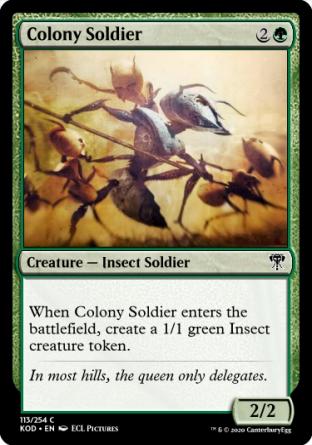 Colony Soldier 2
Creature — Insect Soldier
When Colony Soldier enters the
battlefield, create a 1/1 green Insect
creature token.
In most hills, the queen only delegates.
2/2
113/254 C
KOD • EN ECL PICTURES
™ & © 2020 CanterburyEgg